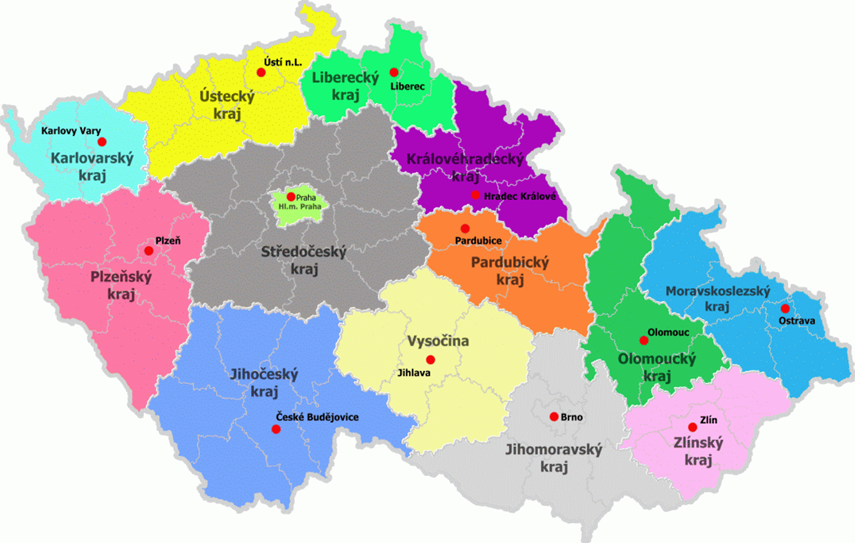 Ústí n.L.
Liberecký
kraj
Liberec
Ústecký
kraj
Karlovy Vary
Karlovarský
kraj
Královéhradecký
kraj
Hradec Králové
Praha
Hl.m. Praha
Plzeň
Plzeňský
kraj
Středočeský
kraj
Pardubice
Pardubický
kraj
Moravskoslezský
kraj
Ostrava
Olomouc
Olomoucký
kraj
Vysočina
Jihlava
Jihočeský
kraj
České Budějovice
Brno
Jihomoravský
kraj
Zlín
Zlínský
kraj